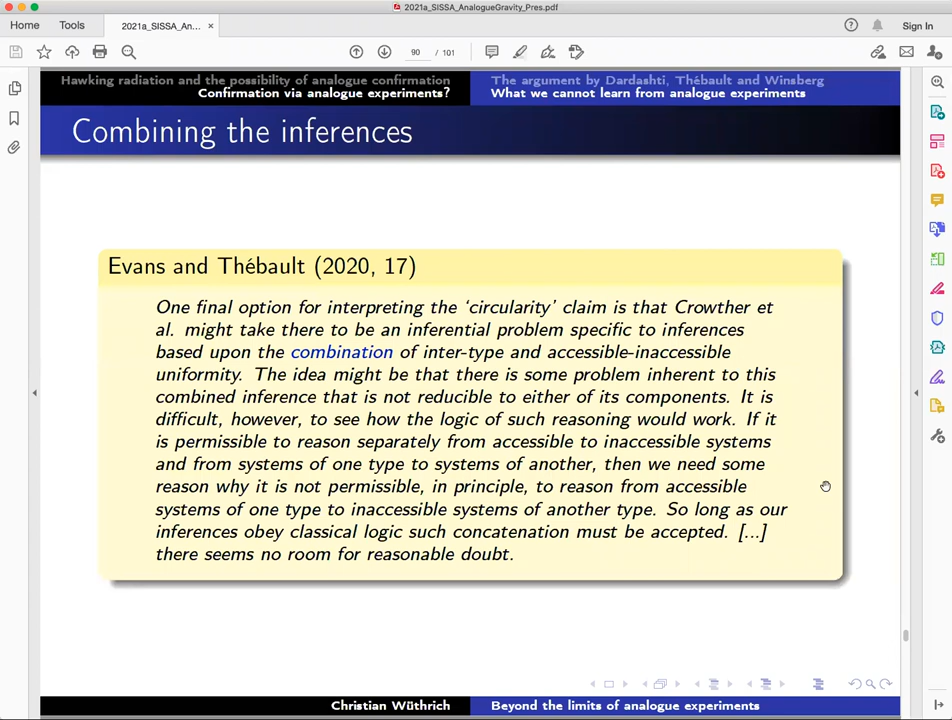 2021a_SISSA_AnalogueGravity_Pres.pdf
Home Tools 2021a_SISSA_An... × Sign In
90 / 101
Hawking radiation and the possibility of analogue confirmation
Confirmation via analogue experiments?
The argument by Dardashti, Thébault and Winsberg
What we cannot learn from analogue experiments
Combining the inferences
Evans and Thébault (2020, 17)
One final option for interpreting the ‘circularity’ claim is that Crowther et
al. might take there to be an inferential problem specific to inferences
based upon the combination of inter-type and accessible-inaccessible
uniformity. The idea might be that there is some problem inherent to this
combined inference that is not reducible to either of its components. It is
difficult, however, to see how the logic of such reasoning would work. If it
is permissible to reason separately from accessible to inaccessible systems
and from systems of one type to systems of another, then we need some
reason why it is not permissible, in principle, to reason from accessible
systems of one type to inaccessible systems of another type. So long as our
inferences obey classical logic such concatenation must be accepted. [...]
there seems no room for reasonable doubt.
Christian Wüthrich Beyond the limits of analogue experiments